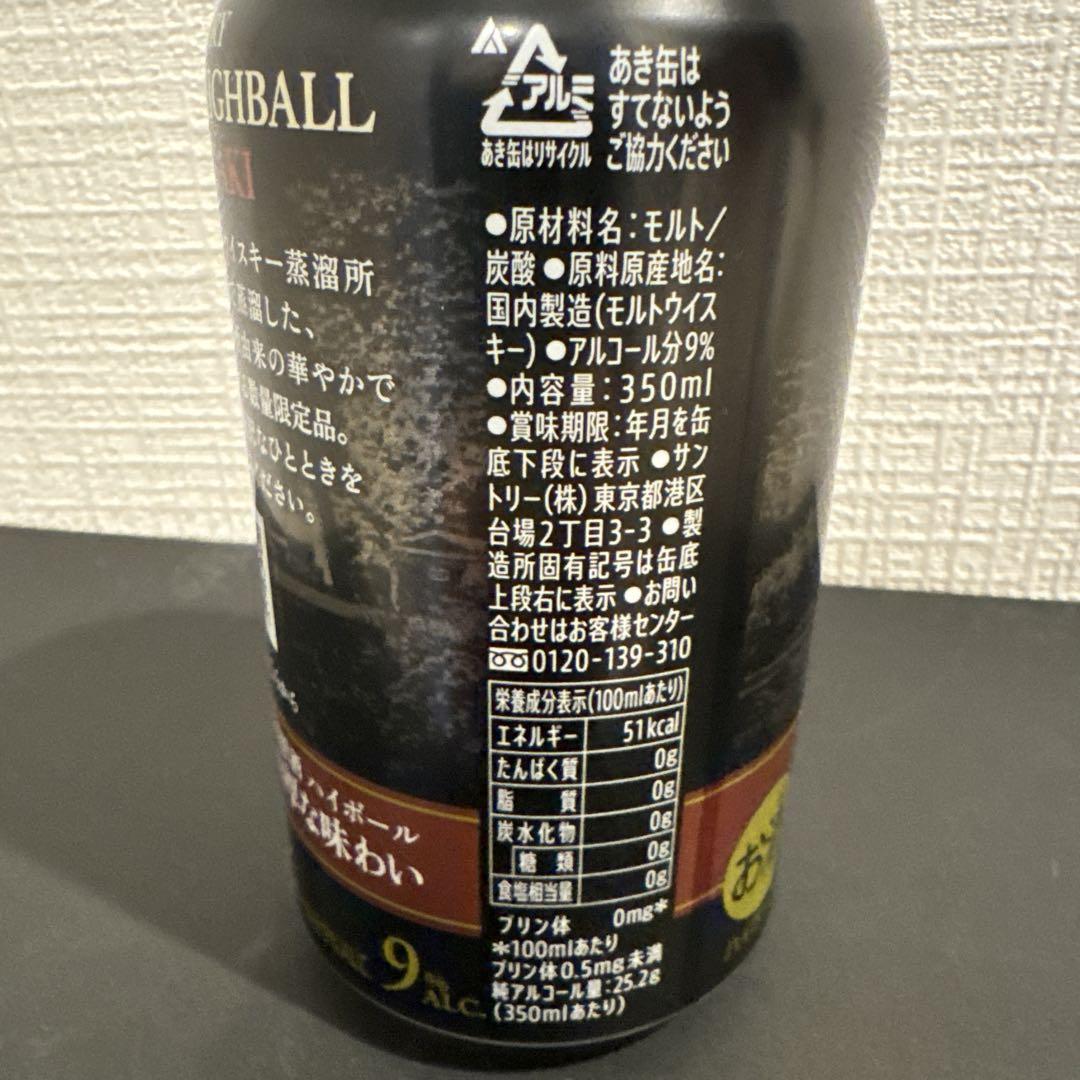 HIGHBALL
蒸溜所
蒸溜した、
由来の華やかで
数量限定品。
ひとときを
ください。
ハイボール
な味わい
9%
ALC.
アルミ
あき缶はリサイクル
あき缶は
すてないよう
ご協力ください
●原材料名:モルト/
炭酸 ●原料原産地名:
国内製造(モルトウイス
キー) ●アルコール分9%
●内容量:350ml
●賞味期限:年月を缶
底下段に表示 ●サン
トリー(株) 東京都港区
台場2丁目3-3 ●製
造所固有記号は缶底
上段右に表示 ●お問い
合わせはお客様センター
0120-139-310
栄養成分表示(100mlあたり)
エネルギー 51kcal
たんぱく質 0g
脂質 0g
炭水化物 0g
糖類 0g
食塩相当量 0g
プリン体 0mg*
*100mlあたり
プリン体0.5mg未満
純アルコール量:25.2g
(350mlあたり)
お